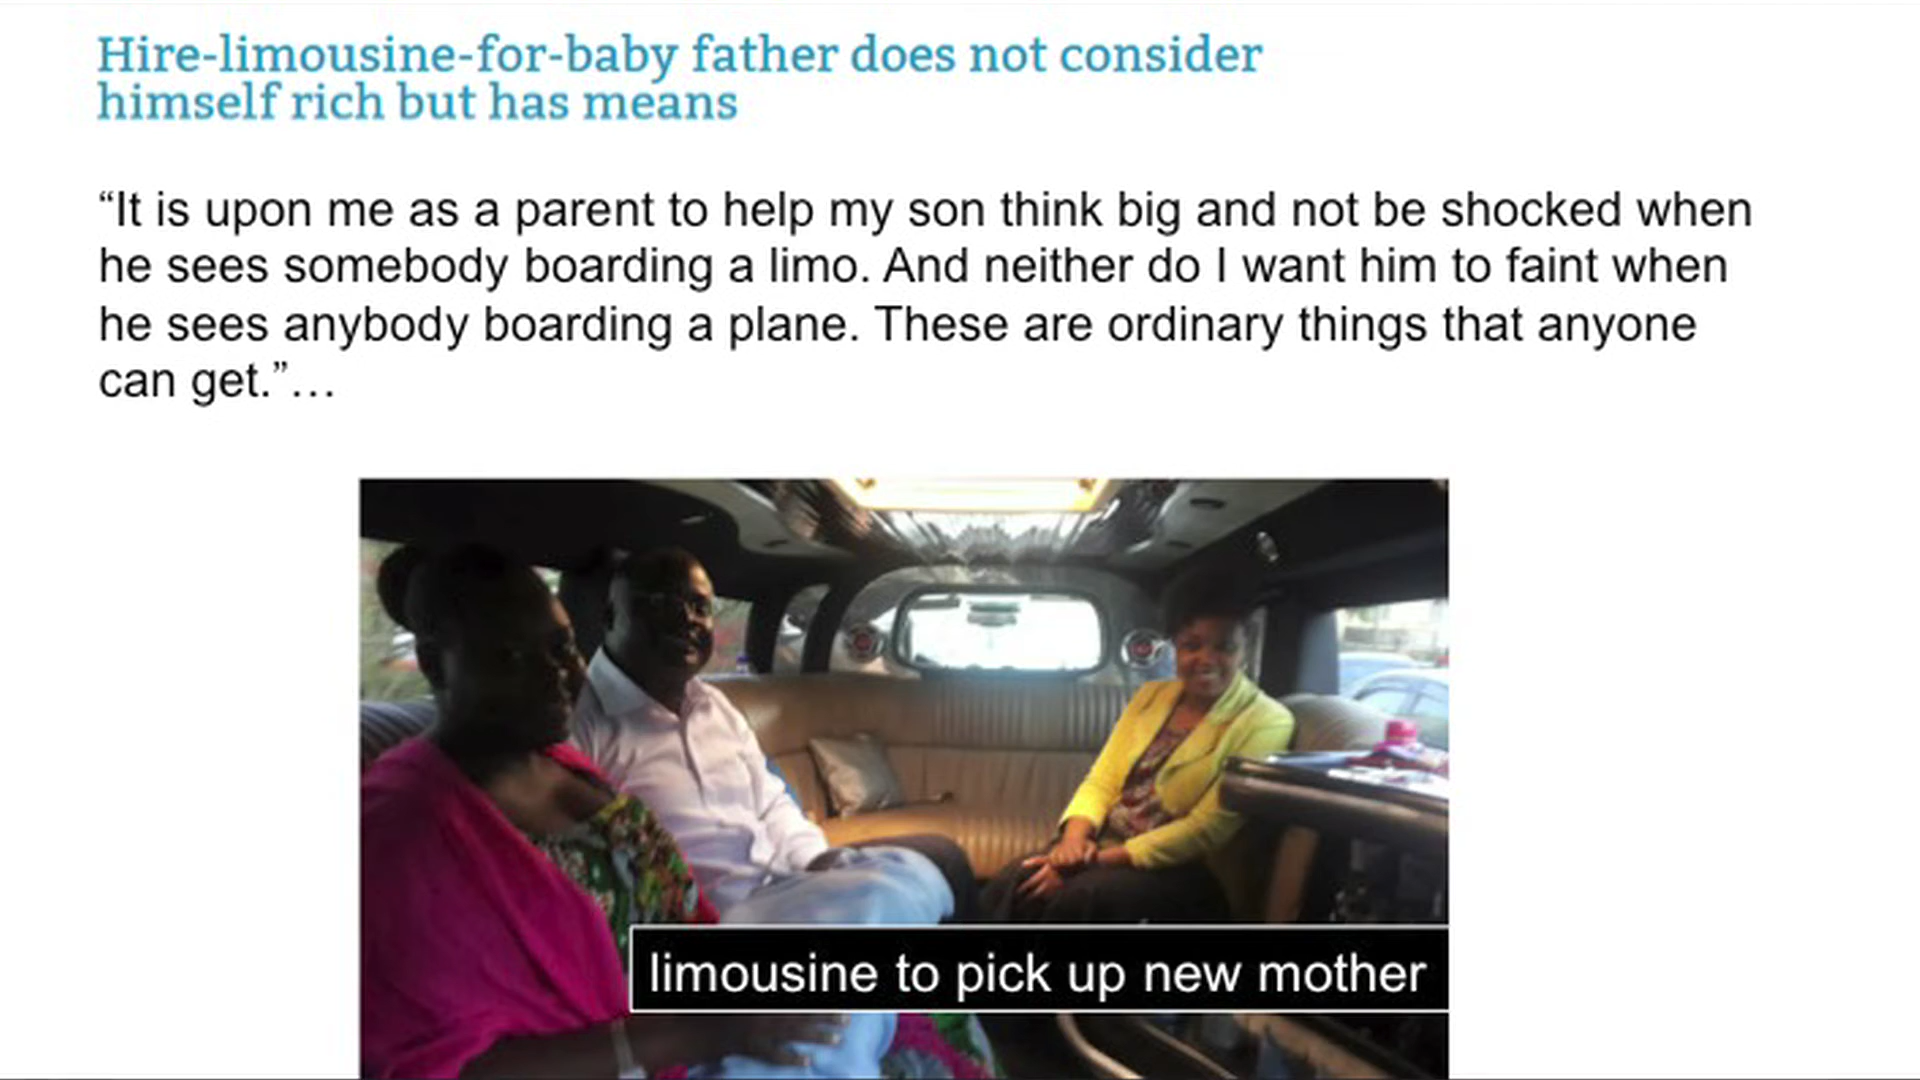 Hire-limousine-for-baby father does not consider
himself rich but has means
“It is upon me as a parent to help my son think big and not be shocked when
he sees somebody boarding a limo. And neither do I want him to faint when
he sees anybody boarding a plane. These are ordinary things that anyone
can get.”…
limousine to pick up new mother